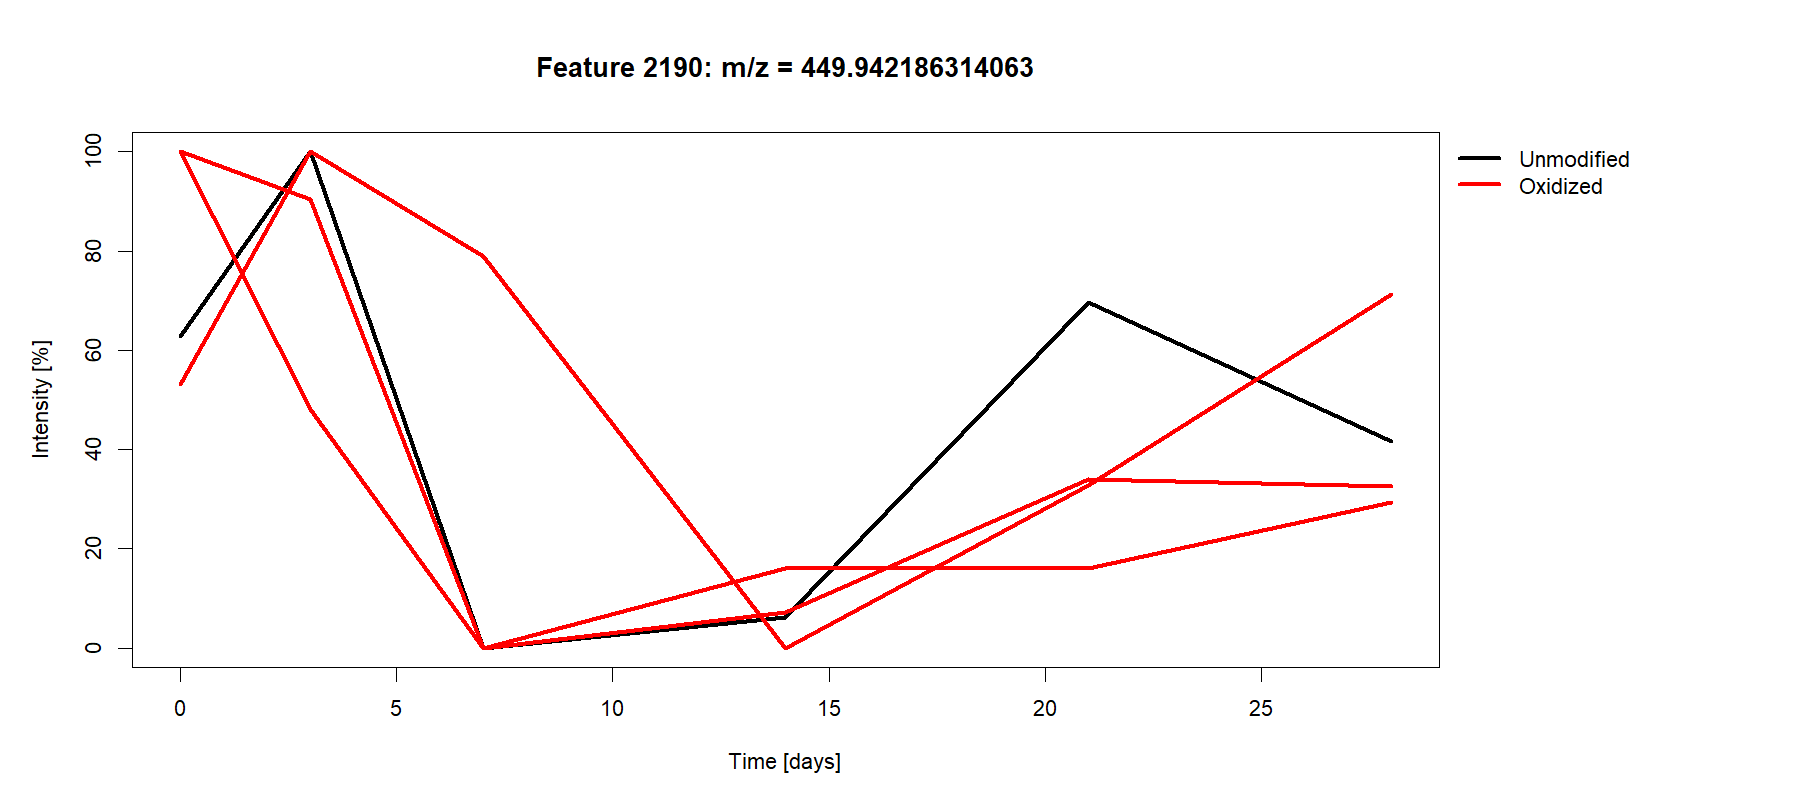 Feature 2190: m/z = 449.942186314063
Unmodified
Oxidized
Intensity [%]
100
80
60
40
20
0
0 5 10 15 20 25
Time [days]